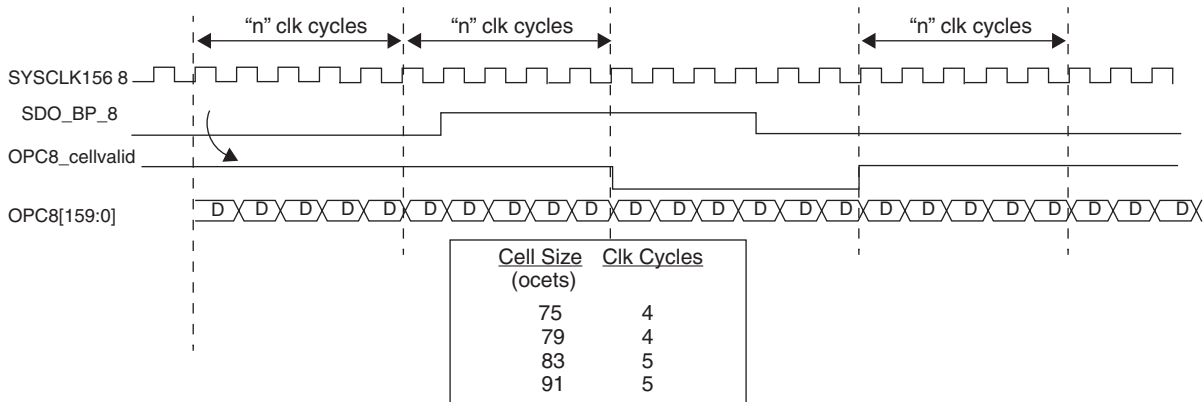 “n” clk cycles “n” clk cycles “n” clk cycles
SYSCLK156 8
SDO_BP_8
OPC8_cellvalid
OPC8[159:0] D D D D D D D D D D D D D D D D D D D D D D D D
Cell Size Clk Cycles
(ocets)
75 4
79 4
83 5
91 5